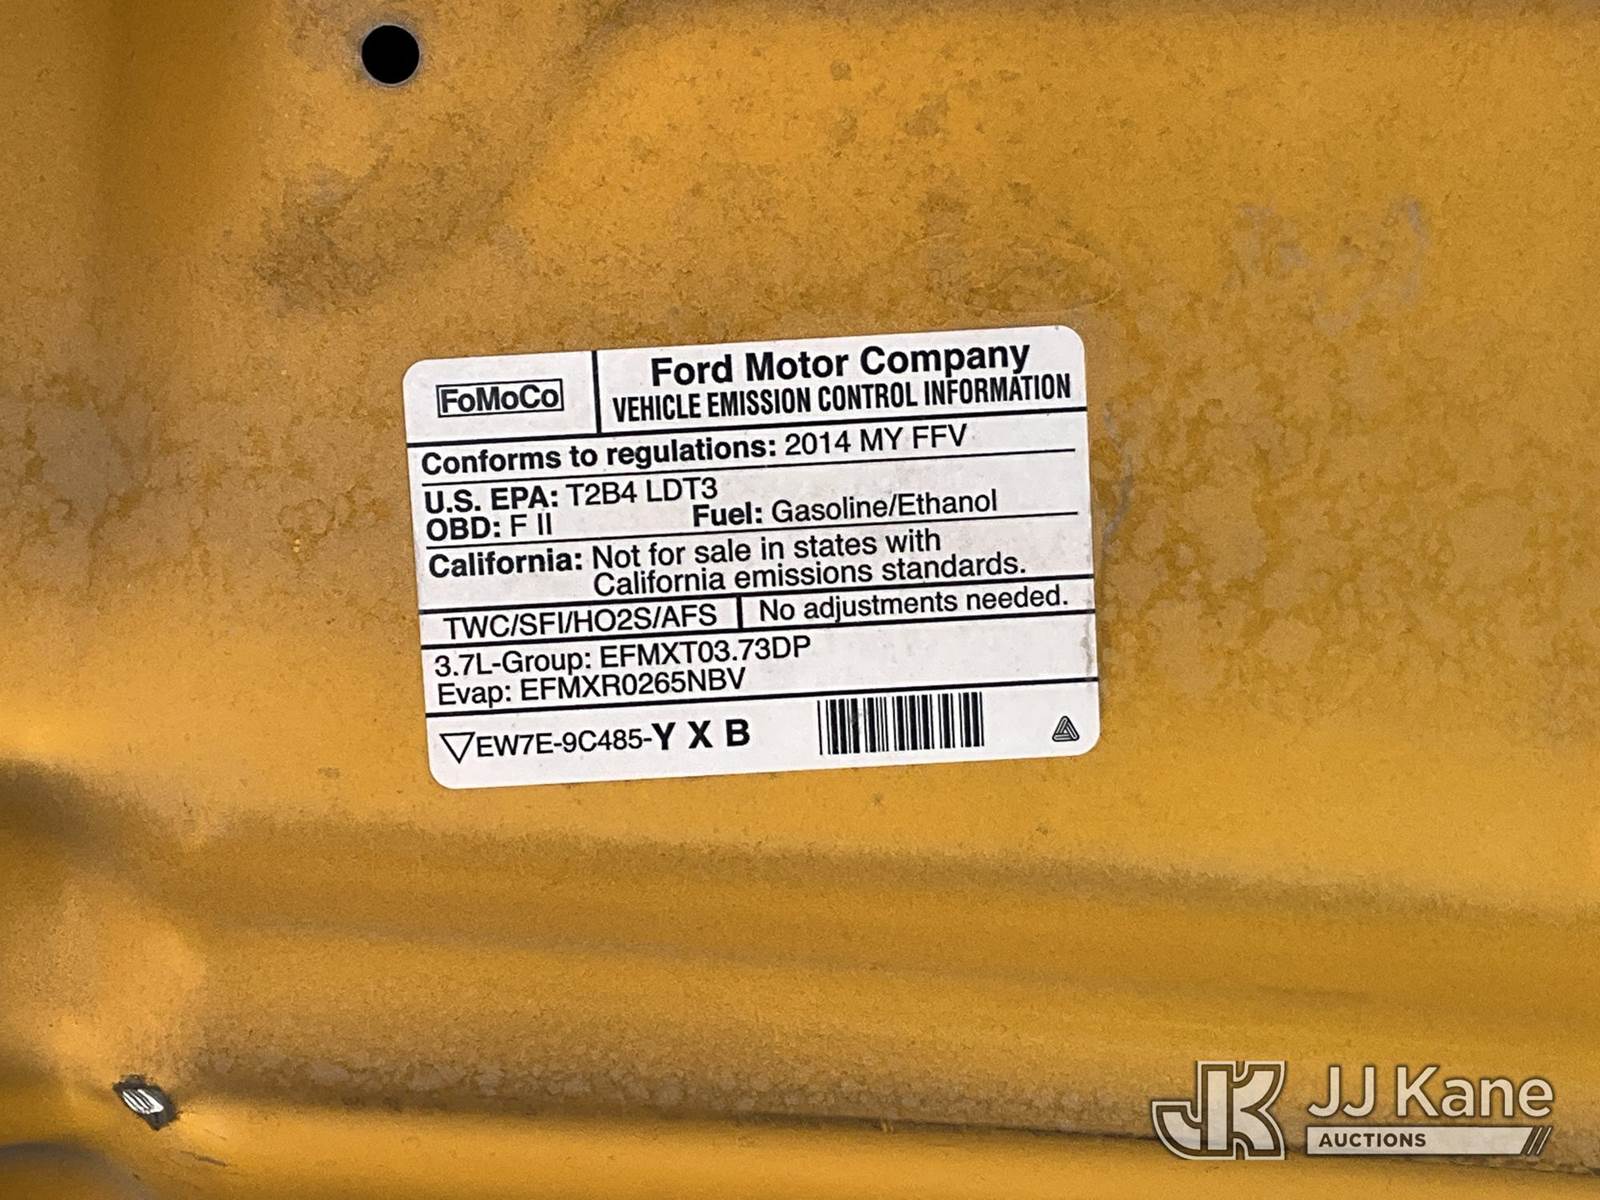 FoMoCo
Ford Motor Company
VEHICLE EMISSION CONTROL INFORMATION
Conforms to regulations: 2014 MY FFV
U.S. EPA: T2B4 LDT3
OBD: F II Fuel: Gasoline/Ethanol
California: Not for sale in states with
California emissions standards.
TWC/SFI/HO2S/AFS No adjustments needed.
3.7L-Group: EFMXT03.73DP
Evap: EFMXR0265NBV
EW7E-9C485-Y X B
JK JJ Kane
AUCTIONS